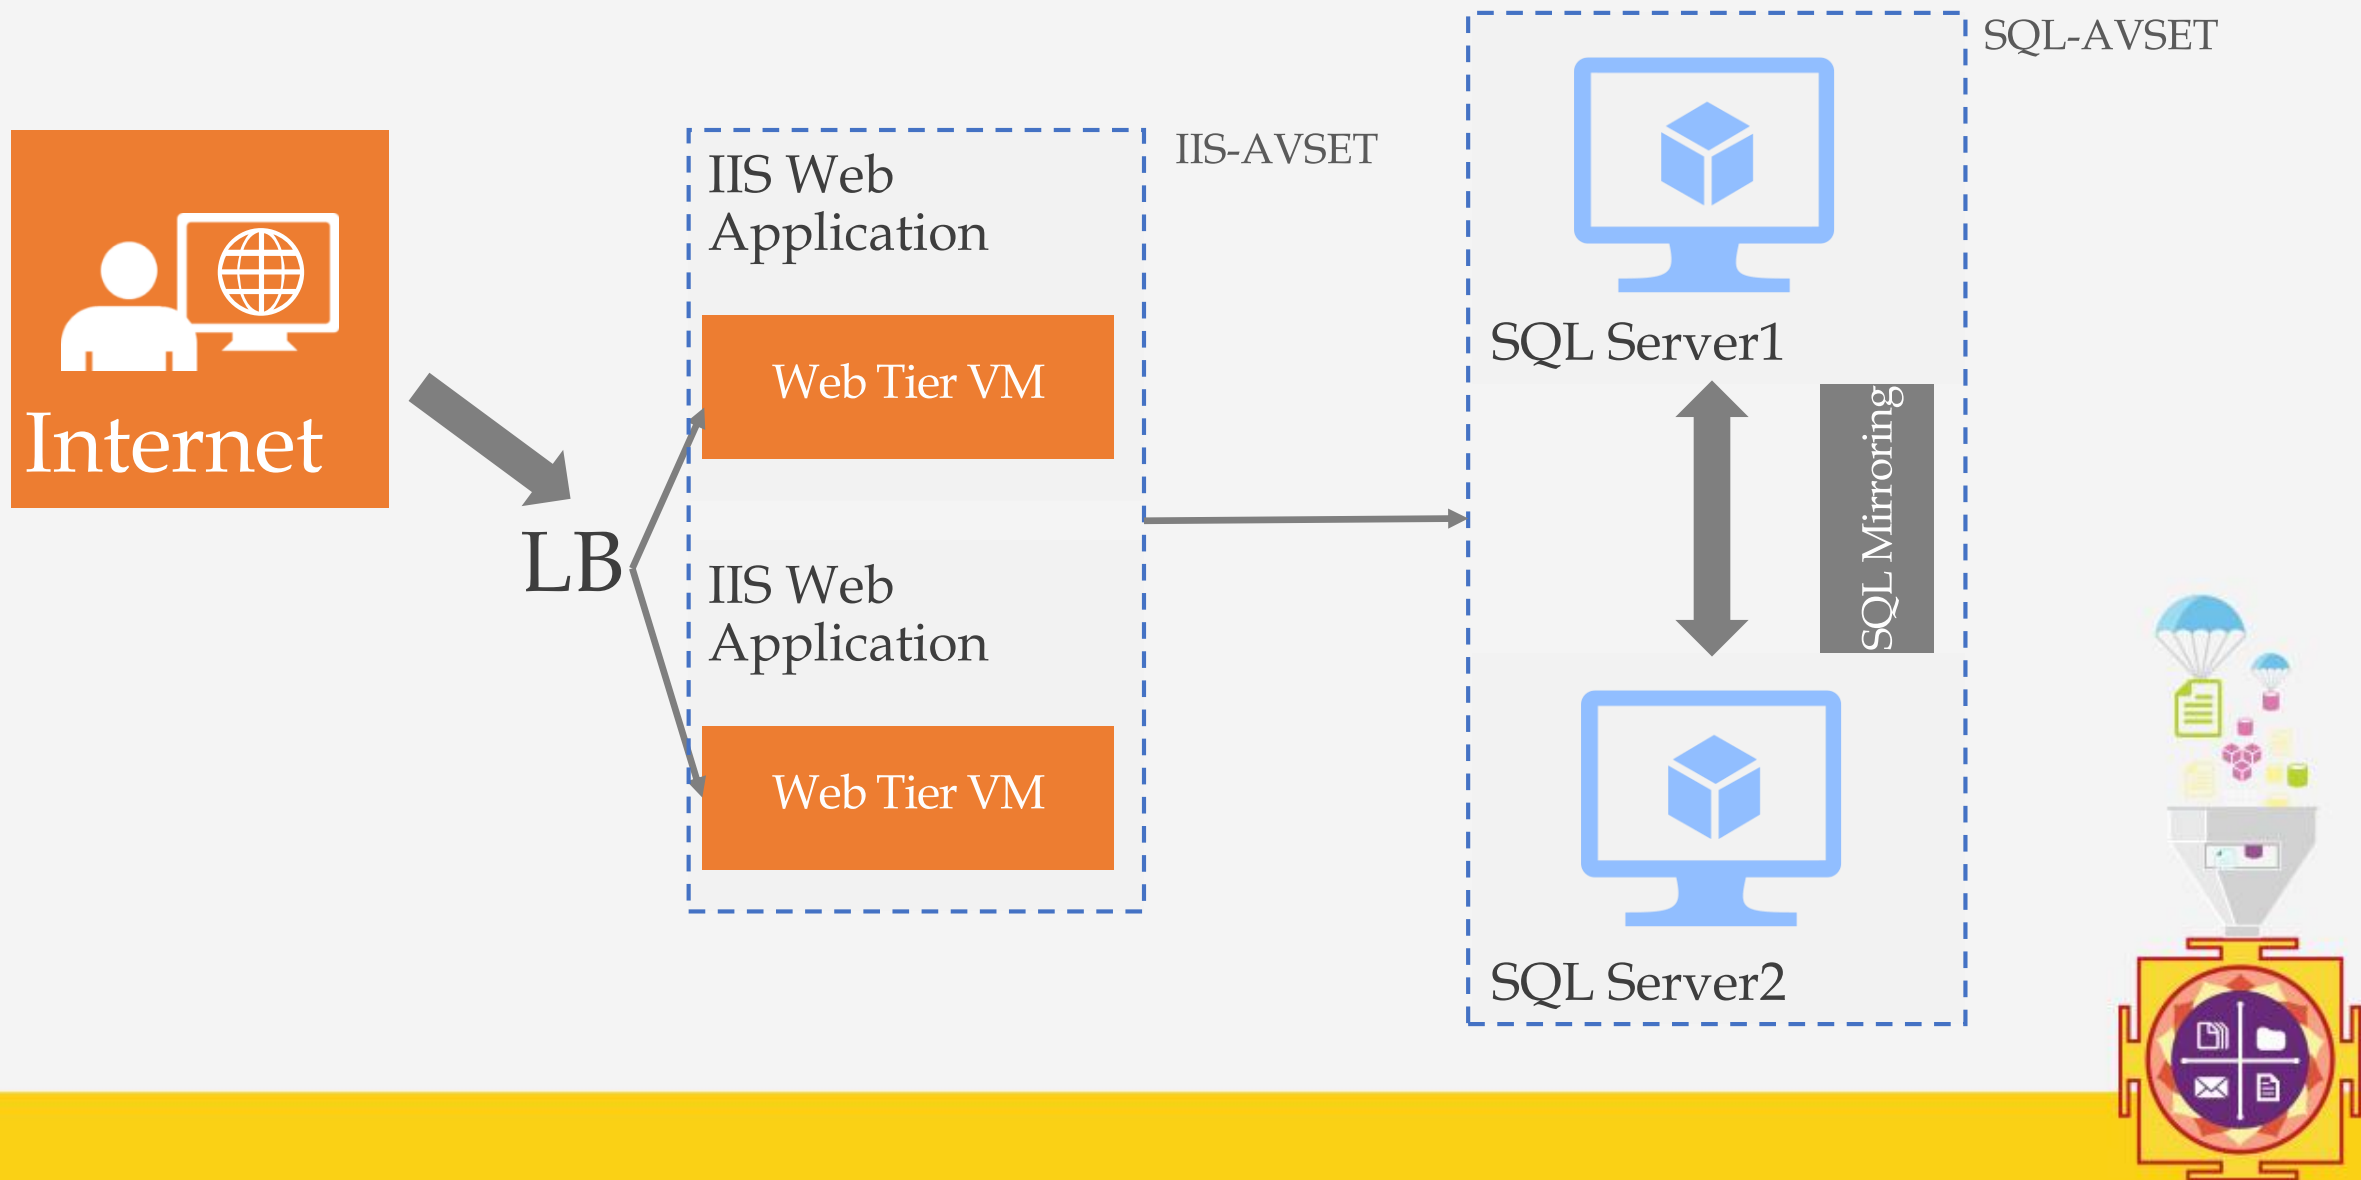 Internet
LB
IIS Web
Application
Web Tier VM
IIS Web
Application
Web Tier VM
IIS-AVSET
SQL-AVSET
SQL Server1
SQL Mirroring
SQL Server2